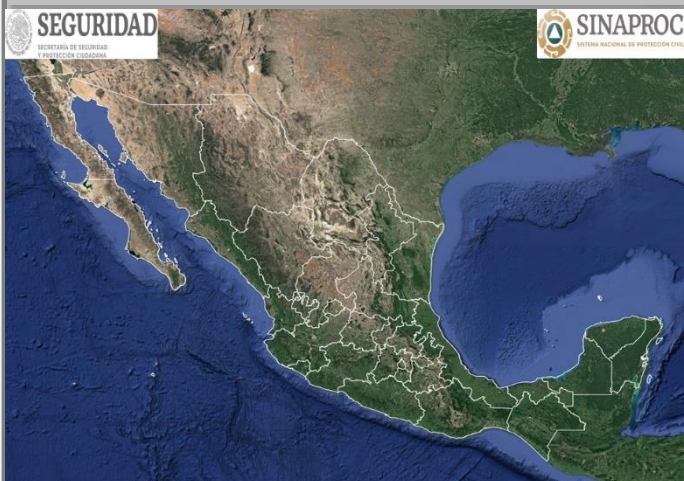 SEGURIDAD
SECRETARÍA DE SEGURIDAD
Y PROTECCIÓN CIUDADANA
SINAPROC
SISTEMA NACIONAL DE PROTECCIÓN CIVIL